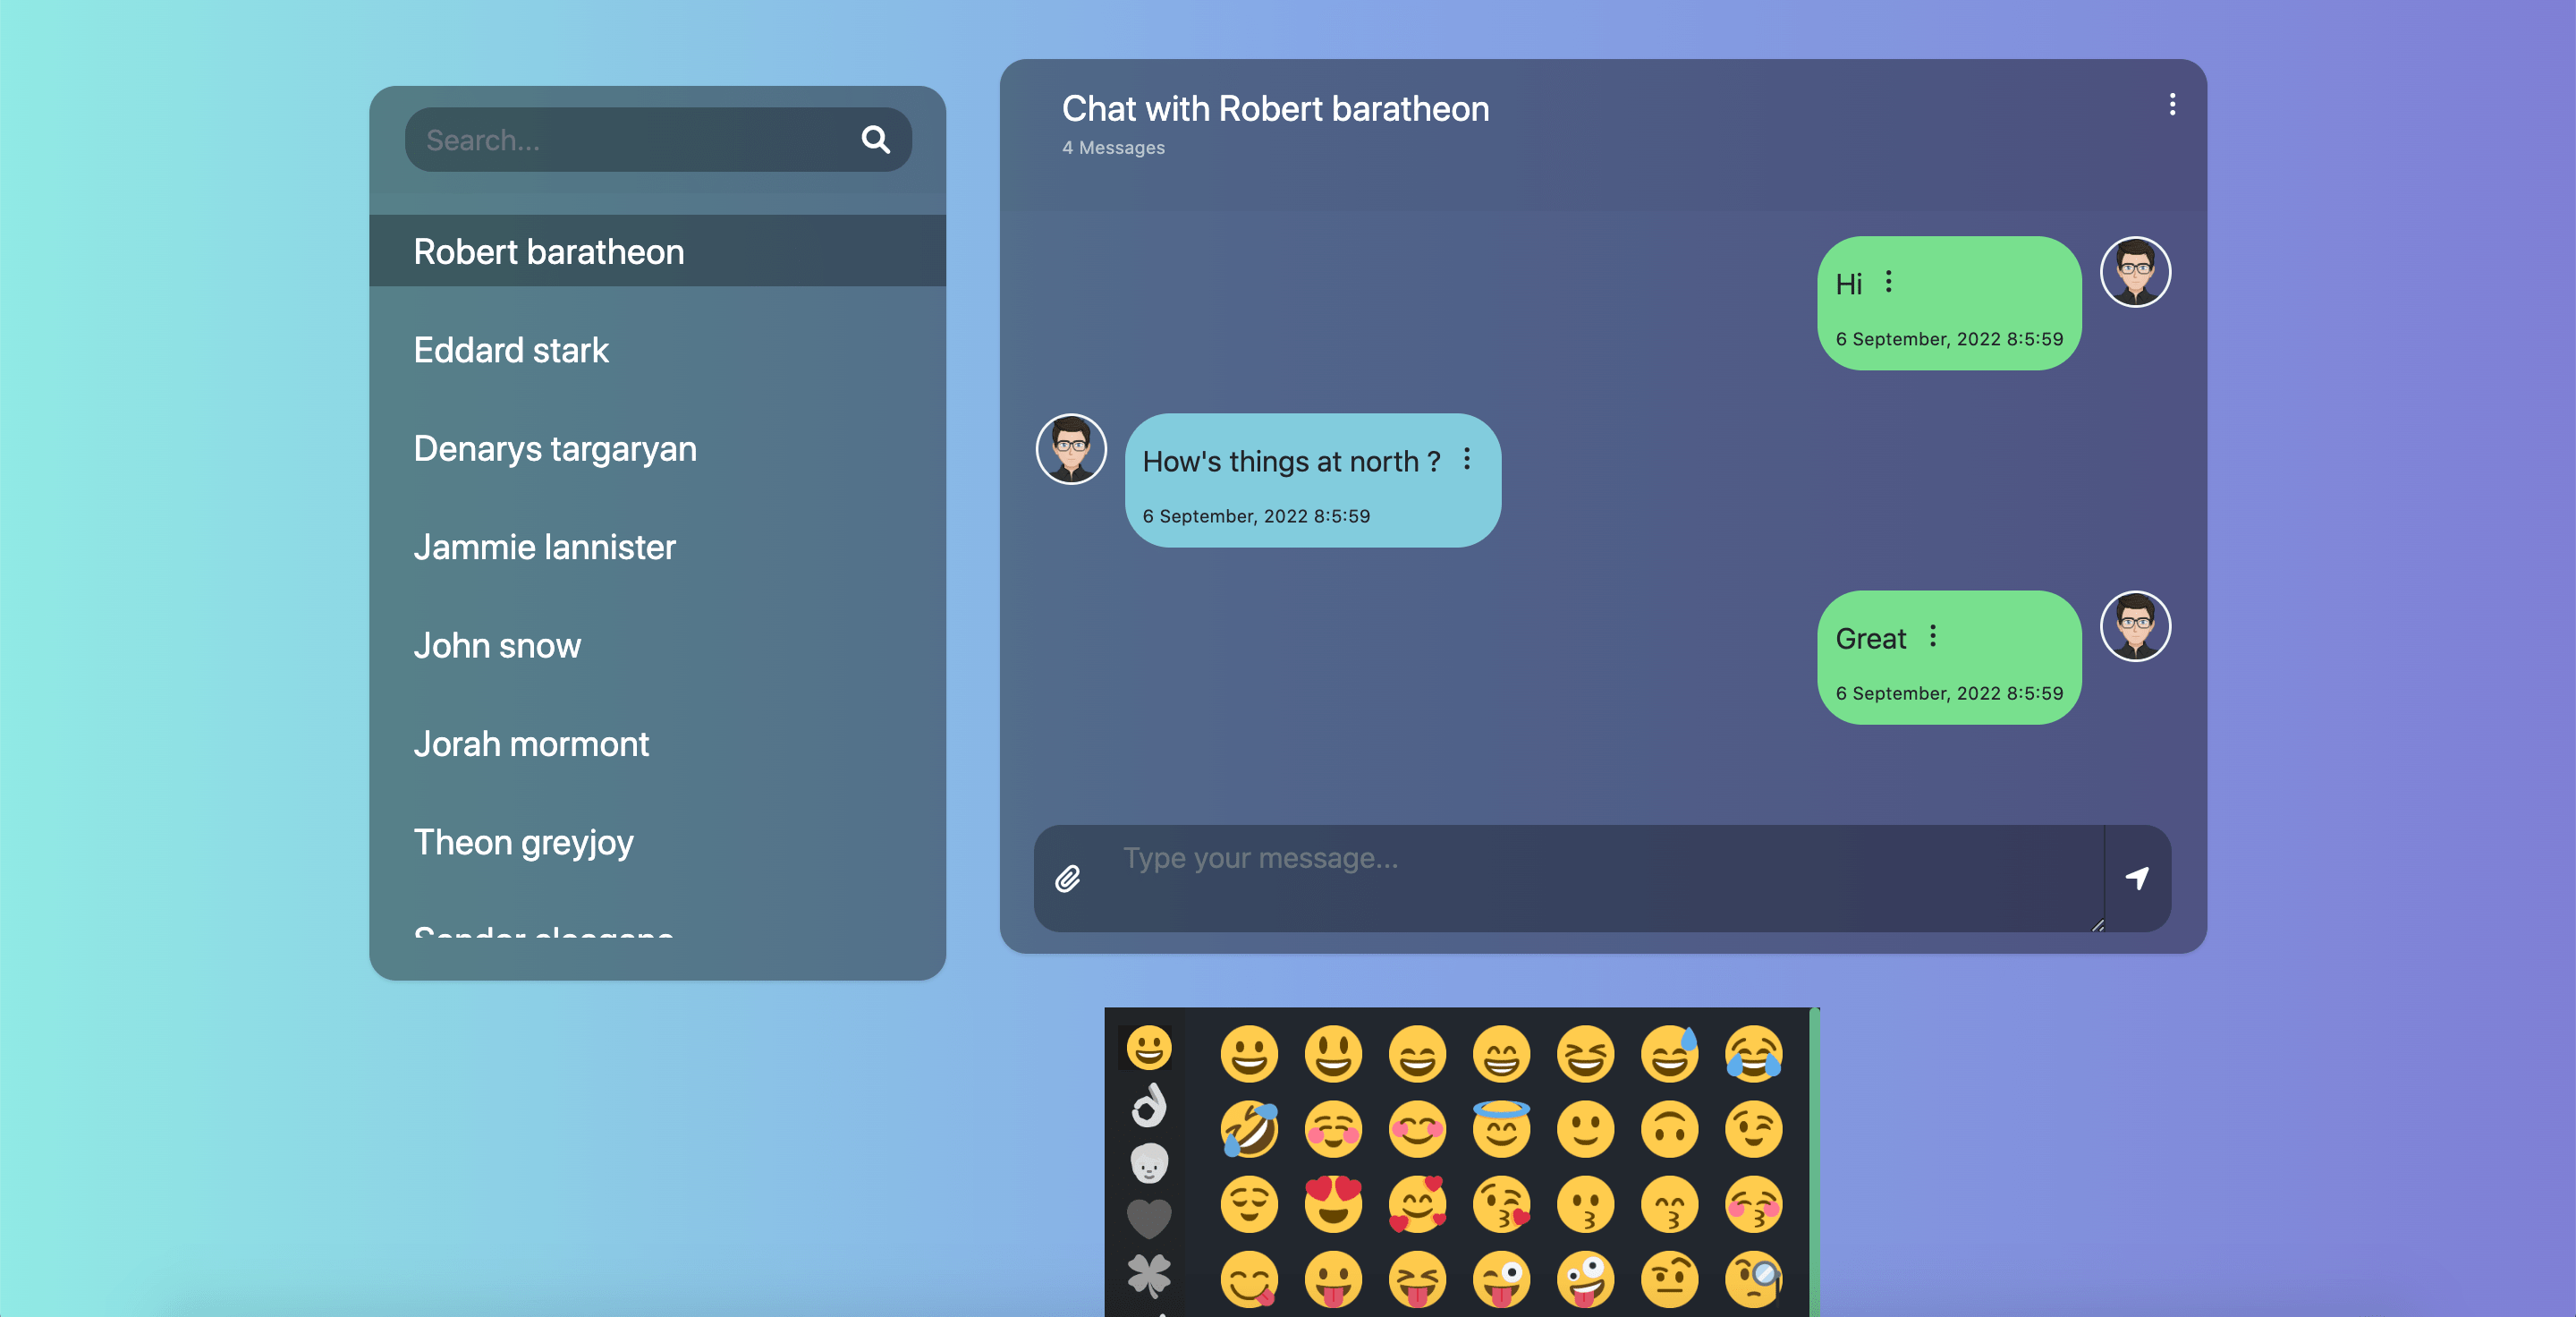 Search...
Robert baratheon
Eddard stark
Denarys targaryan
Jammie lannister
John snow
Jorah mormont
Theon greyjoy
Chat with Robert baratheon
4 Messages
Hi
6 September, 2022 8:5:59
How's things at north ?
6 September, 2022 8:5:59
Great
6 September, 2022 8:5:59
Type your message...